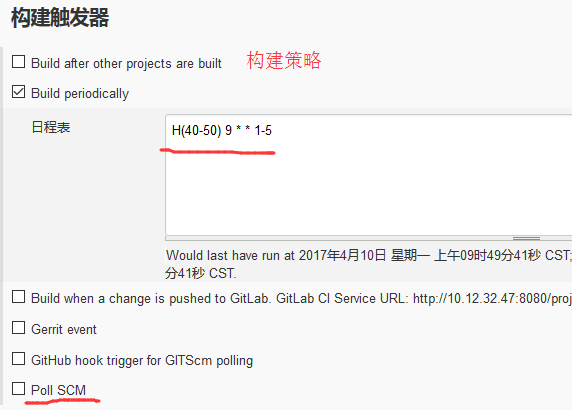 构建触发器
Build after other projects are built
构建策略
Build periodically
日程表
H(40-50) 9 * * 1-5
Would last have run at 2017年4月10日 星期一 上午09时49分41秒 CST;
分41秒 CST.
Build when a change is pushed to GitLab. GitLab CI Service URL: http://10.12.32.47:8080/proj
Gerrit event
GitHub hook trigger for GITScm polling
Poll SCM